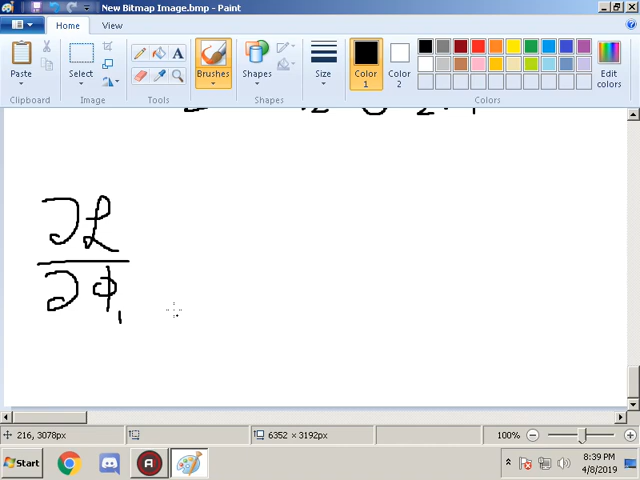 New Bitmap Image.bmp - Paint
Home View
Paste
Select
Brushes
Shapes
Size
Color 1
Color 2
Edit colors
Clipboard Image Tools Shapes Colors
∂ℒ
∂Φ₁
216, 3078px 6352 × 3192px 100%
Start 8:39 PM
4/8/2019